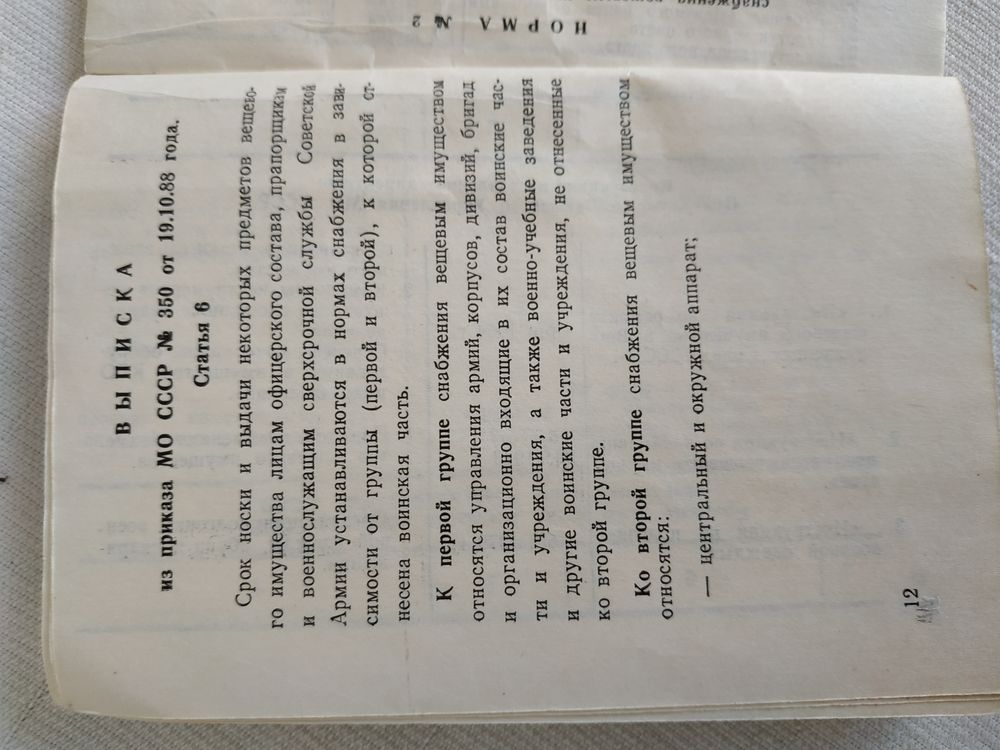 В Ы П И С К А
из приказа МО СССР № 350 от 19.10.88 года.
Статья 6
Срок носки и выдачи некоторых предметов вещево-
го имущества лицам офицерского состава, прапорщикам
и военнослужащим сверхсрочной службы Советской
Армии устанавливаются в нормах снабжения в зави-
симости от группы (первой и второй), к которой от-
несена воинская часть.
К первой группе снабжения вещевым имуществом
относятся управления армий, корпусов, дивизий, бригад
и организационно входящие в их состав воинские час-
ти и учреждения, а также военно-учебные заведения
и другие воинские части и учреждения, не отнесенные
ко второй группе.
Ко второй группе снабжения вещевым имуществом
относятся:
— центральный и окружной аппарат;
12
Н О Р М А № 2
снабжения